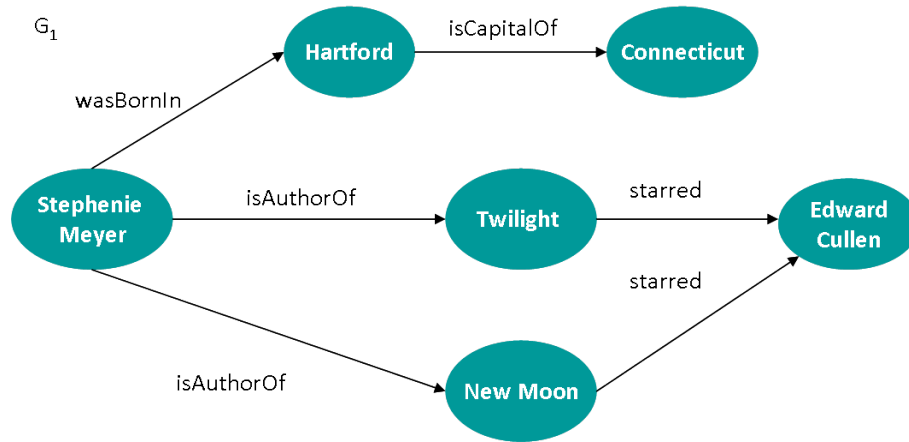 G1
isCapitalOf
Hartford
Connecticut
wasBornIn
isAuthorOf
starred
Stephenie
Meyer
Twilight
Edward
Cullen
starred
isAuthorOf
New Moon